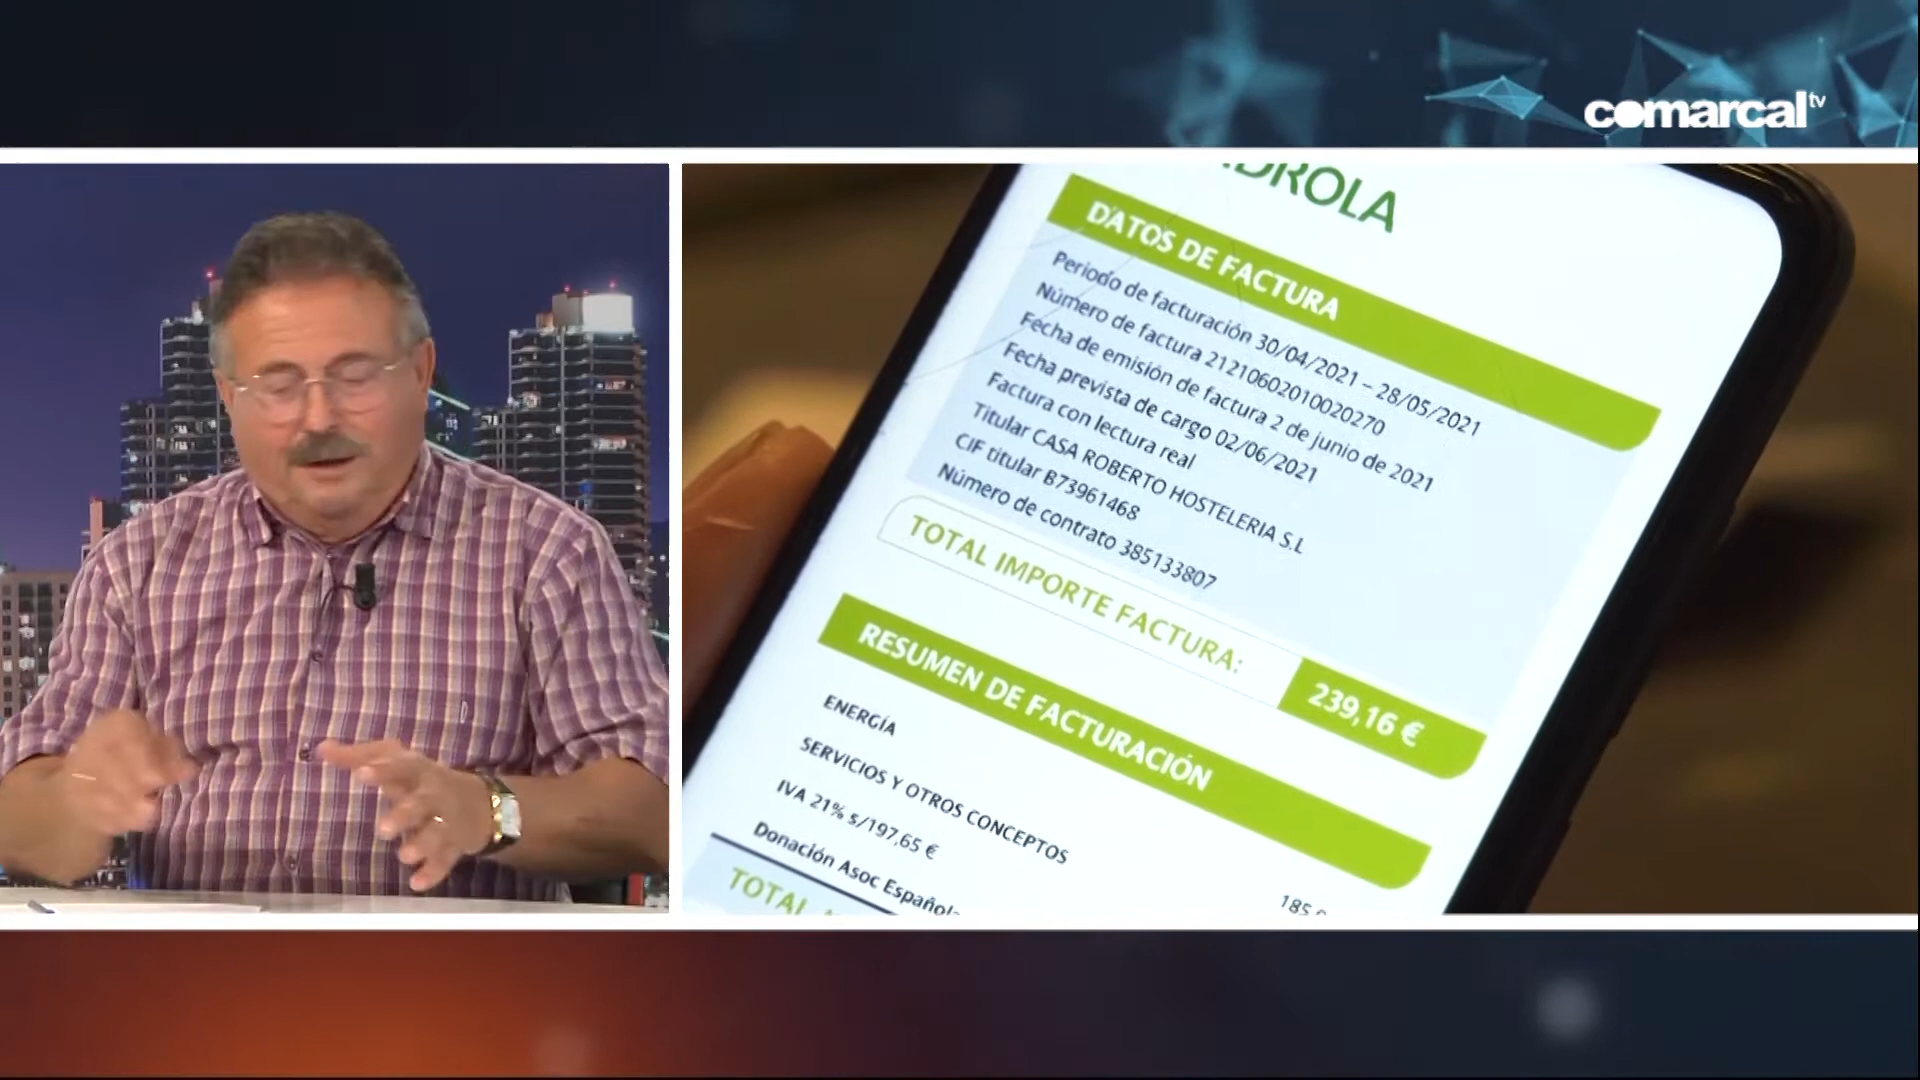 comarcal tv
DATOS DE FACTURA
Periodo de facturación 30/04/2021 – 28/05/2021
Número de factura 21210602010020270
Fecha de emisión de factura 2 de junio de 2021
Fecha prevista de cargo 02/06/2021
Factura con lectura real
Titular CASA ROBERTO HOSTELERIA S.L
CIF titular B73961468
Número de contrato 385133807
TOTAL IMPORTE FACTURA: 239,16 €
RESUMEN DE FACTURACIÓN
ENERGÍA
SERVICIOS Y OTROS CONCEPTOS
IVA 21% s/197,65 €
Donación Asoc Española
TOTAL